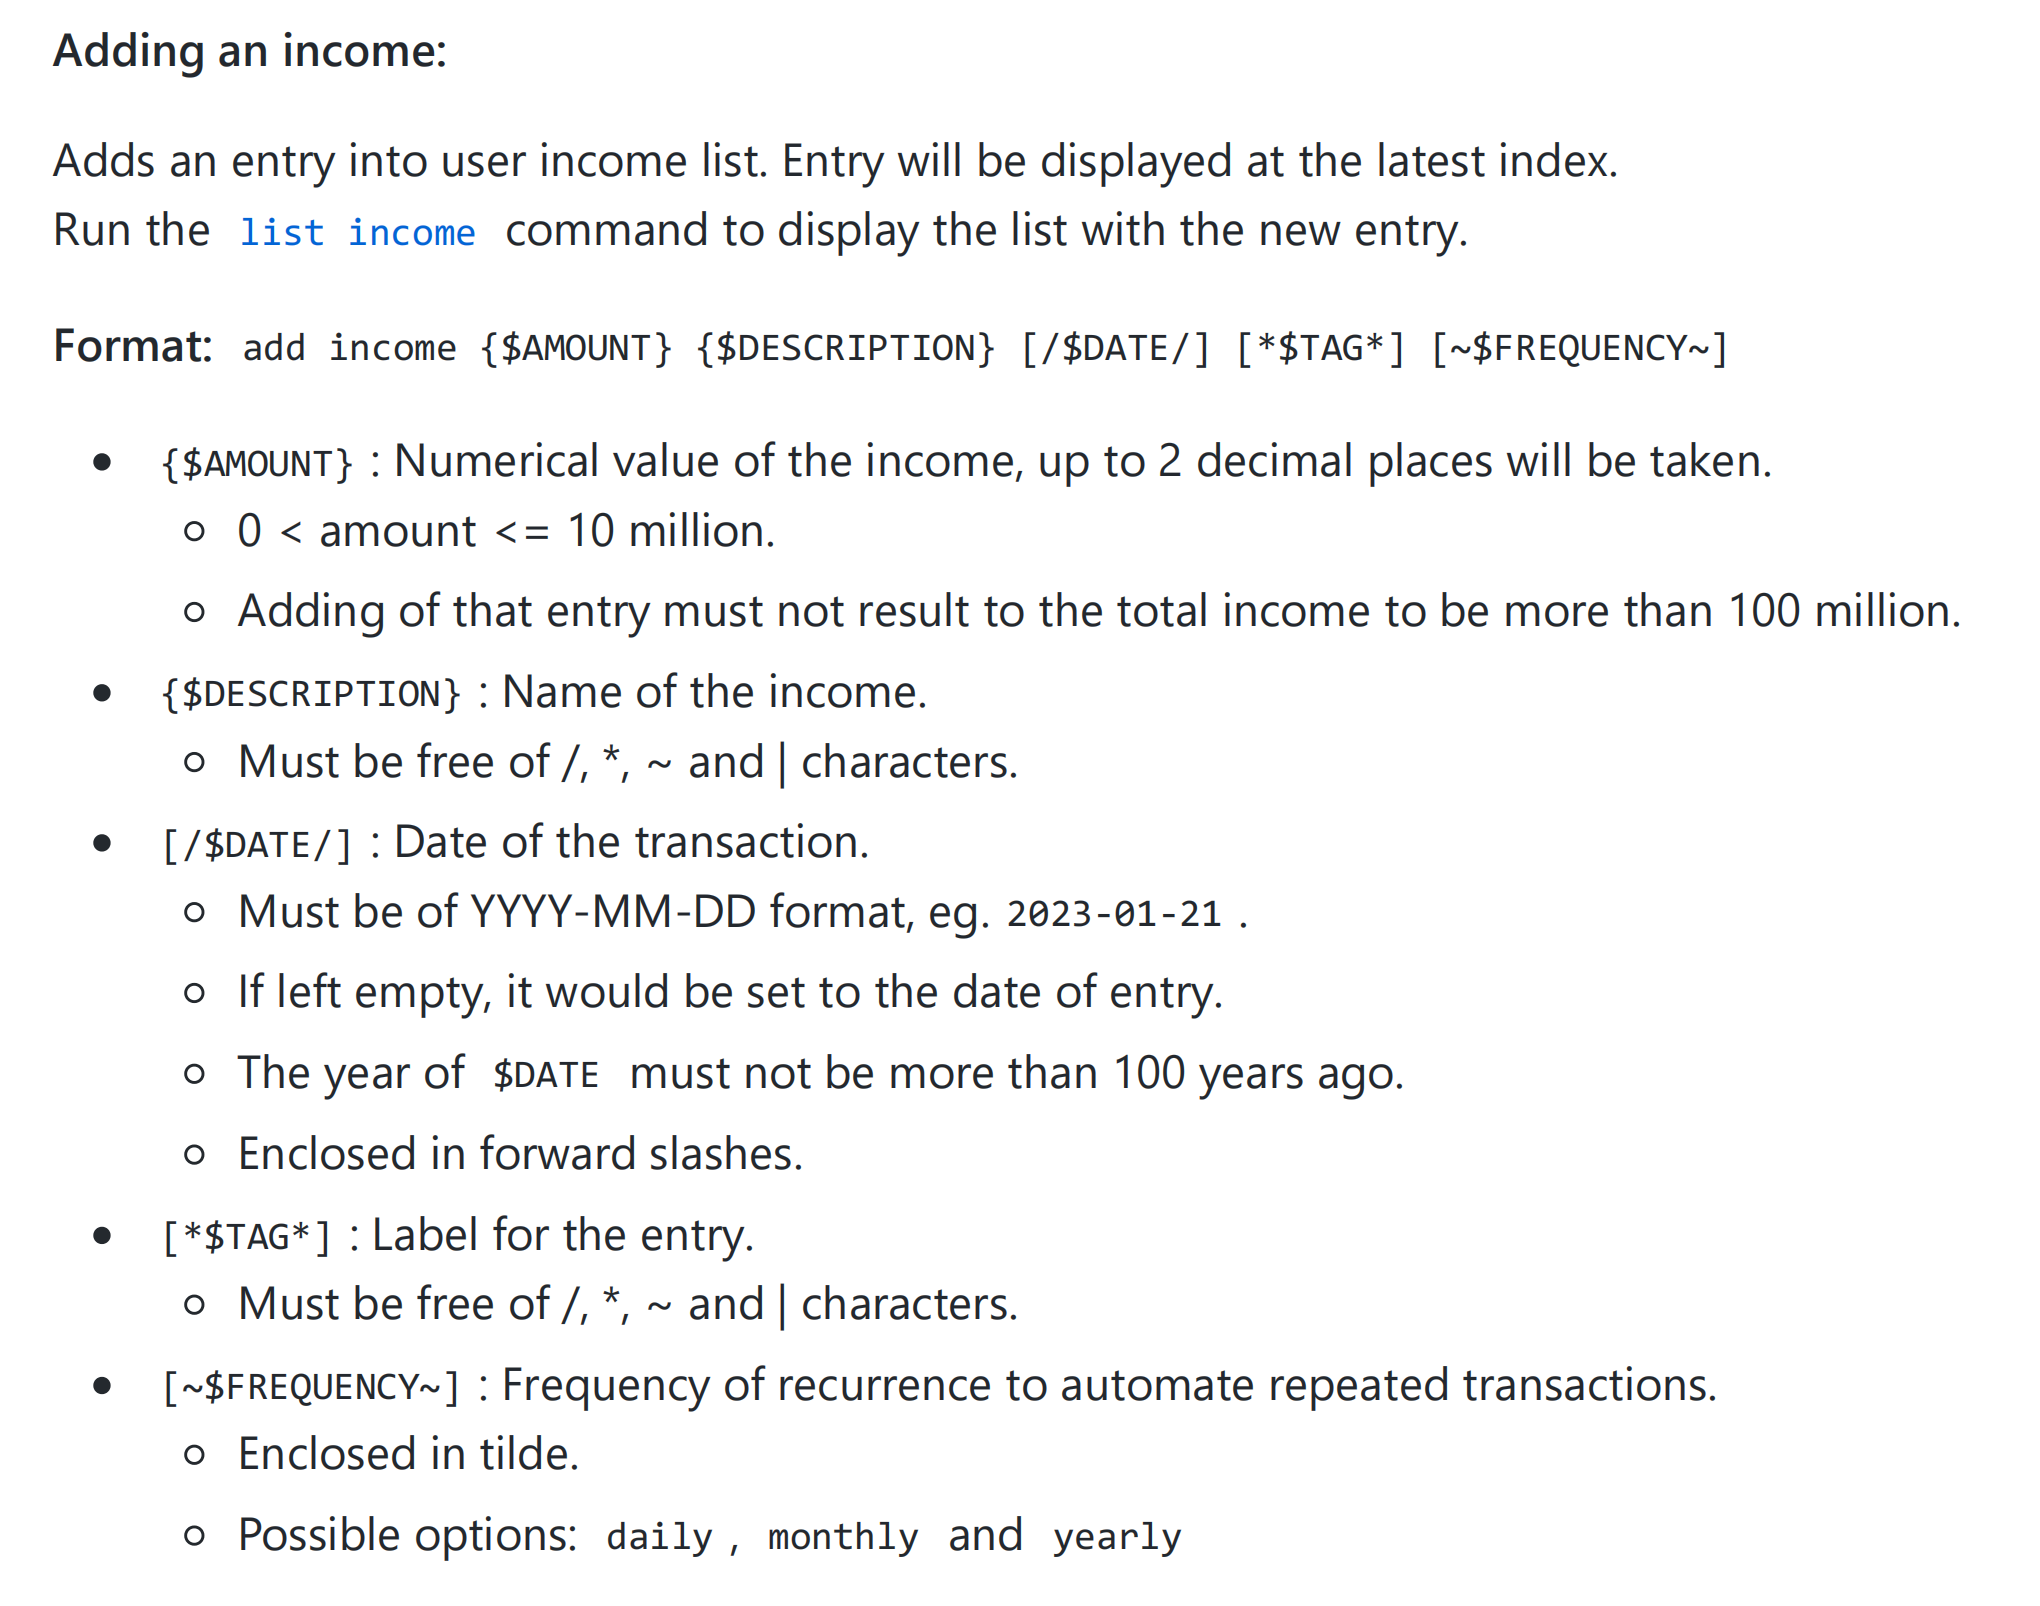 Adding an income:
Adds an entry into user income list. Entry will be displayed at the latest index.
Run the list income command to display the list with the new entry.
Format: add income {$AMOUNT} {$DESCRIPTION} [/$DATE/] [*$TAG*] [~$FREQUENCY~]
• {$AMOUNT} : Numerical value of the income, up to 2 decimal places will be taken.
○ 0 < amount <= 10 million.
○ Adding of that entry must not result to the total income to be more than 100 million.
• {$DESCRIPTION} : Name of the income.
○ Must be free of /, *, ~ and | characters.
• [/$DATE/] : Date of the transaction.
○ Must be of YYYY-MM-DD format, eg. 2023-01-21 .
○ If left empty, it would be set to the date of entry.
○ The year of $DATE must not be more than 100 years ago.
○ Enclosed in forward slashes.
• [*$TAG*] : Label for the entry.
○ Must be free of /, *, ~ and | characters.
• [~$FREQUENCY~] : Frequency of recurrence to automate repeated transactions.
○ Enclosed in tilde.
○ Possible options: daily , monthly and yearly